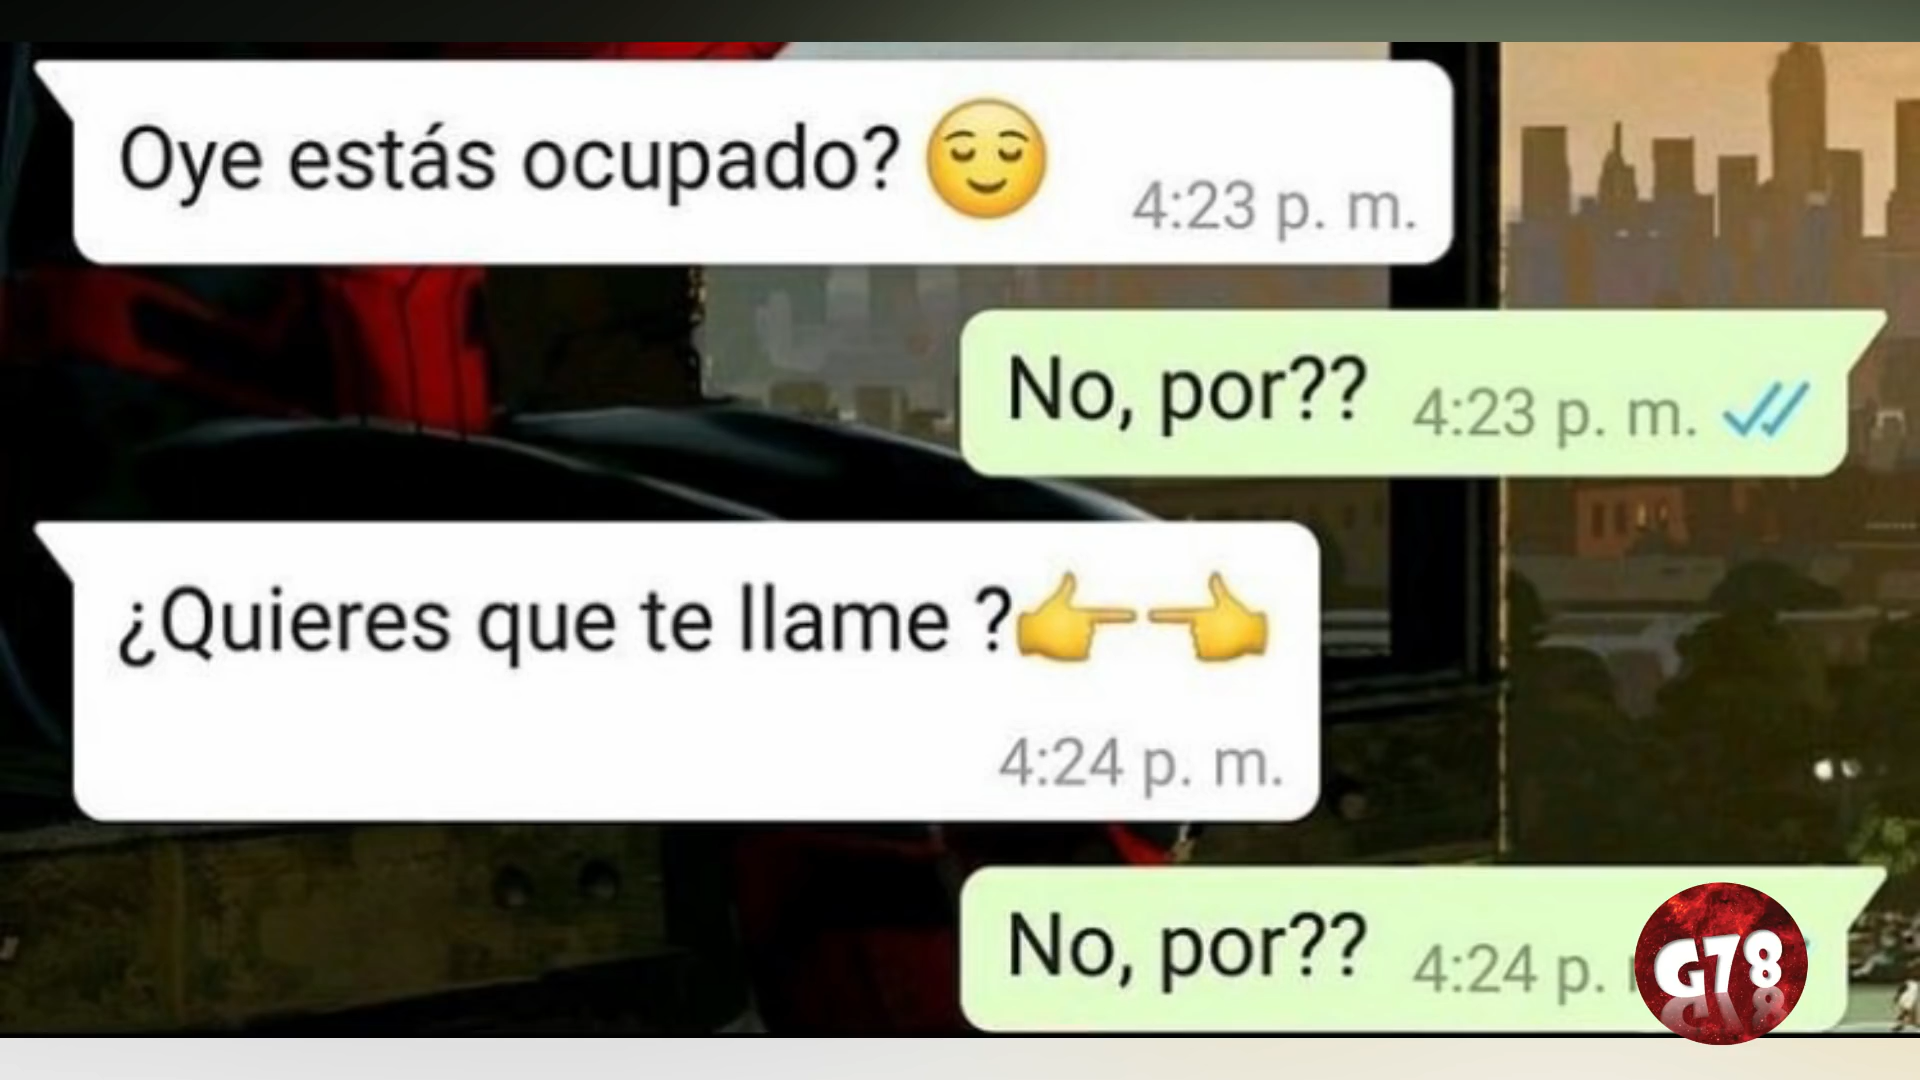 Oye estás ocupado? 😌 4:23 p. m.
No, por?? 4:23 p. m.
¿Quieres que te llame ?👉👈
4:24 p. m.
No, por?? 4:24 p.
G78